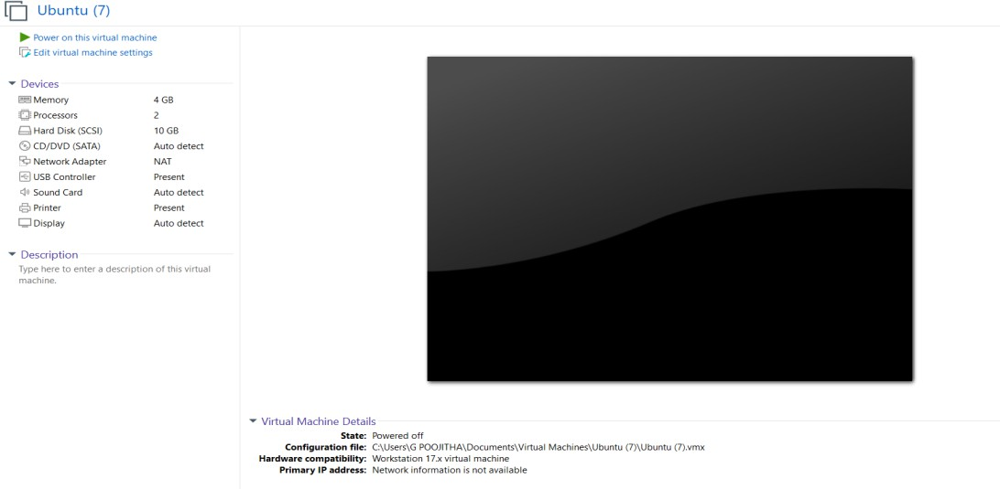 Ubuntu (7)
Power on this virtual machine
Edit virtual machine settings
Devices
Memory 4 GB
Processors 2
Hard Disk (SCSI) 10 GB
CD/DVD (SATA) Auto detect
Network Adapter NAT
USB Controller Present
Sound Card Auto detect
Printer Present
Display Auto detect
Description
Type here to enter a description of this virtual
machine.
Virtual Machine Details
State: Powered off
Configuration file: C:\Users\G POOJITHA\Documents\Virtual Machines\Ubuntu (7)\Ubuntu (7).vmx
Hardware compatibility: Workstation 17.x virtual machine
Primary IP address: Network information is not available